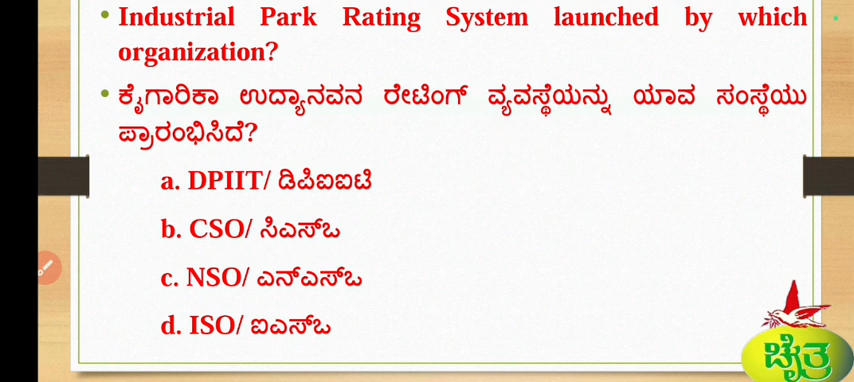 • Industrial Park Rating System launched by which
organization?
• ಕೈಗಾರಿಕಾ ಉದ್ಯಾನವನ ರೇಟಿಂಗ್ ವ್ಯವಸ್ಥೆಯನ್ನು ಯಾವ ಸಂಸ್ಥೆಯು
ಪ್ರಾರಂಭಿಸಿದೆ?
a. DPIIT/ ಡಿಪಿಐಐಟಿ
b. CSO/ ಸಿಎಸ್ಒ
c. NSO/ ಎನ್ಎಸ್ಒ
d. ISO/ ಐಎಸ್ಒ
ಚೈತ್ರ